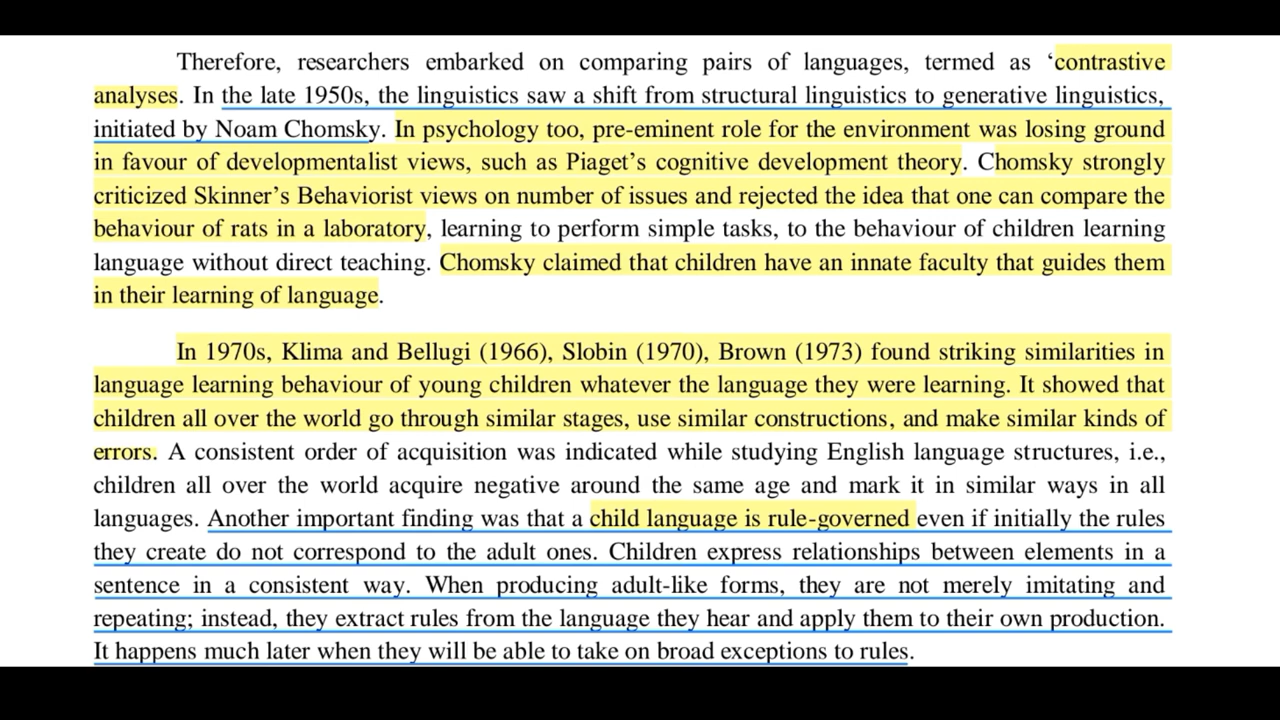 Therefore, researchers embarked on comparing pairs of languages, termed as ‘contrastive
analyses. In the late 1950s, the linguistics saw a shift from structural linguistics to generative linguistics,
initiated by Noam Chomsky. In psychology too, pre-eminent role for the environment was losing ground
in favour of developmentalist views, such as Piaget’s cognitive development theory. Chomsky strongly
criticized Skinner’s Behaviorist views on number of issues and rejected the idea that one can compare the
behaviour of rats in a laboratory, learning to perform simple tasks, to the behaviour of children learning
language without direct teaching. Chomsky claimed that children have an innate faculty that guides them
in their learning of language.
In 1970s, Klima and Bellugi (1966), Slobin (1970), Brown (1973) found striking similarities in
language learning behaviour of young children whatever the language they were learning. It showed that
children all over the world go through similar stages, use similar constructions, and make similar kinds of
errors. A consistent order of acquisition was indicated while studying English language structures, i.e.,
children all over the world acquire negative around the same age and mark it in similar ways in all
languages. Another important finding was that a child language is rule-governed even if initially the rules
they create do not correspond to the adult ones. Children express relationships between elements in a
sentence in a consistent way. When producing adult-like forms, they are not merely imitating and
repeating; instead, they extract rules from the language they hear and apply them to their own production.
It happens much later when they will be able to take on broad exceptions to rules.